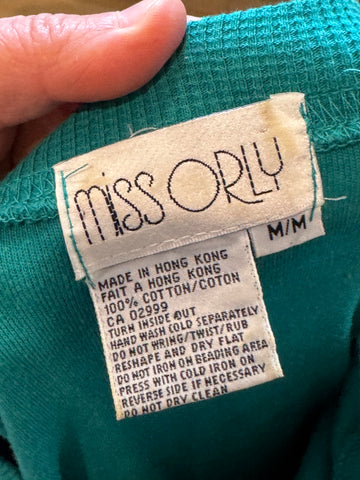 miss ORLY
M/M
MADE IN HONG KONG
FAIT A HONG KONG
100% COTTON/COTON
CA 02999
TURN INSIDE OUT
HAND WASH COLD SEPARATELY
DO NOT WRING/TWIST/RUB
RESHAPE AND DRY FLAT
DO NOT IRON ON BEADING AREA
PRESS WITH COLD IRON ON
REVERSE SIDE IF NECESSARY
DO NOT DRY CLEAN